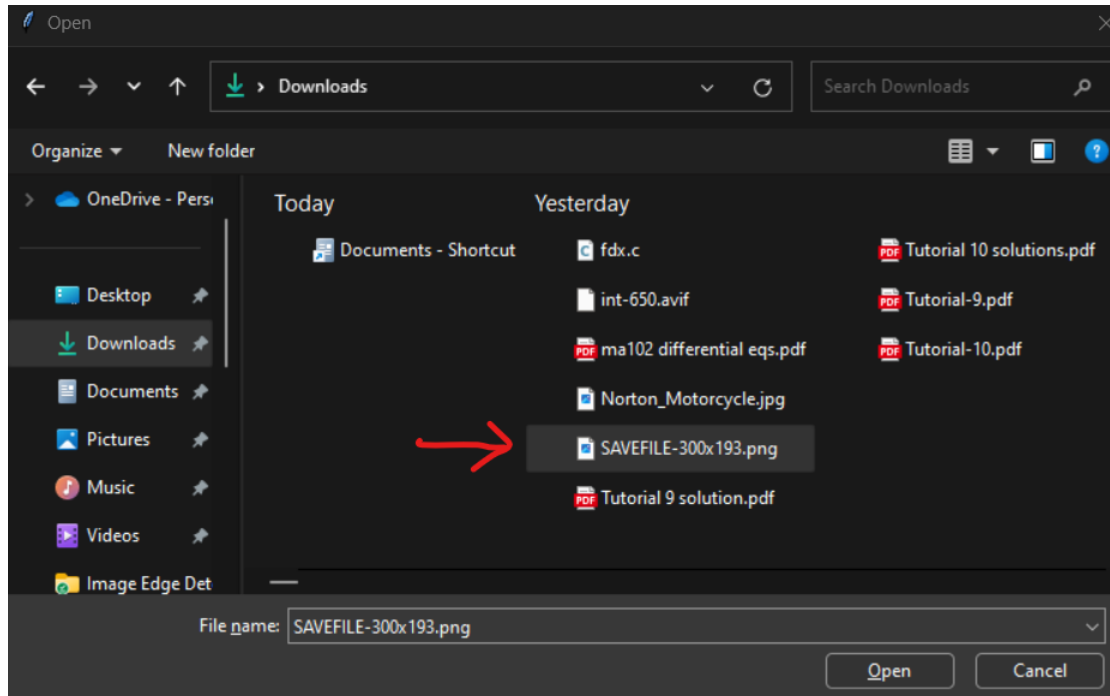 Open
Downloads
Search Downloads
Organize
New folder
OneDrive - Pers
Desktop
Downloads
Documents
Pictures
Music
Videos
Image Edge Det
Today
Documents - Shortcut
Yesterday
fdx.c
int-650.avif
ma102 differential eqs.pdf
Norton_Motorcycle.jpg
SAVEFILE-300x193.png
Tutorial 9 solution.pdf
Tutorial 10 solutions.pdf
Tutorial-9.pdf
Tutorial-10.pdf
File name: SAVEFILE-300x193.png
Open
Cancel